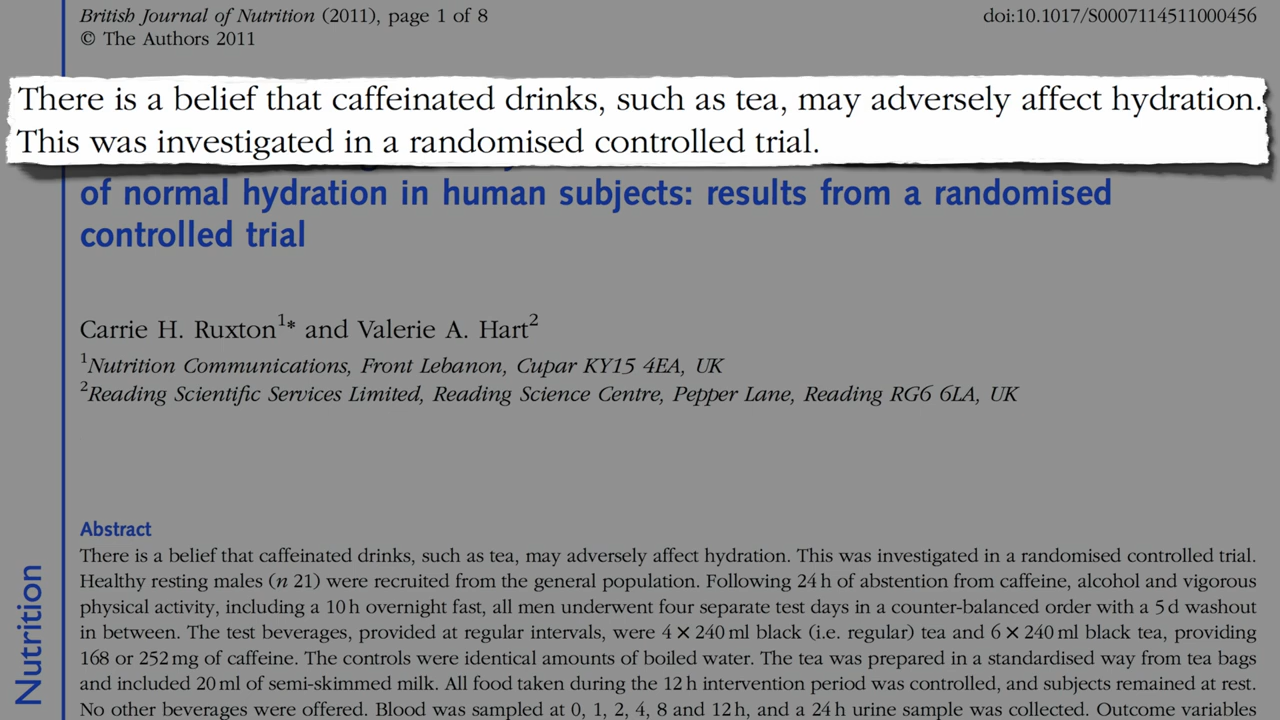 British Journal of Nutrition (2011), page 1 of 8
doi:10.1017/S0007114511000456
© The Authors 2011
There is a belief that caffeinated drinks, such as tea, may adversely affect hydration.
This was investigated in a randomised controlled trial.
of normal hydration in human subjects: results from a randomised
controlled trial
Carrie H. Ruxton1* and Valerie A. Hart2
1Nutrition Communications, Front Lebanon, Cupar KY15 4EA, UK
2Reading Scientific Services Limited, Reading Science Centre, Pepper Lane, Reading RG6 6LA, UK
Abstract
There is a belief that caffeinated drinks, such as tea, may adversely affect hydration. This was investigated in a randomised controlled trial.
Healthy resting males (n 21) were recruited from the general population. Following 24 h of abstention from caffeine, alcohol and vigorous
physical activity, including a 10 h overnight fast, all men underwent four separate test days in a counter-balanced order with a 5 d washout
in between. The test beverages, provided at regular intervals, were 4 × 240 ml black (i.e. regular) tea and 6 × 240 ml black tea, providing
168 or 252 mg of caffeine. The controls were identical amounts of boiled water. The tea was prepared in a standardised way from tea bags
and included 20 ml of semi-skimmed milk. All food taken during the 12 h intervention period was controlled, and subjects remained at rest.
No other beverages were offered. Blood was sampled at 0, 1, 2, 4, 8 and 12 h, and a 24 h urine sample was collected. Outcome variables
Nutrition